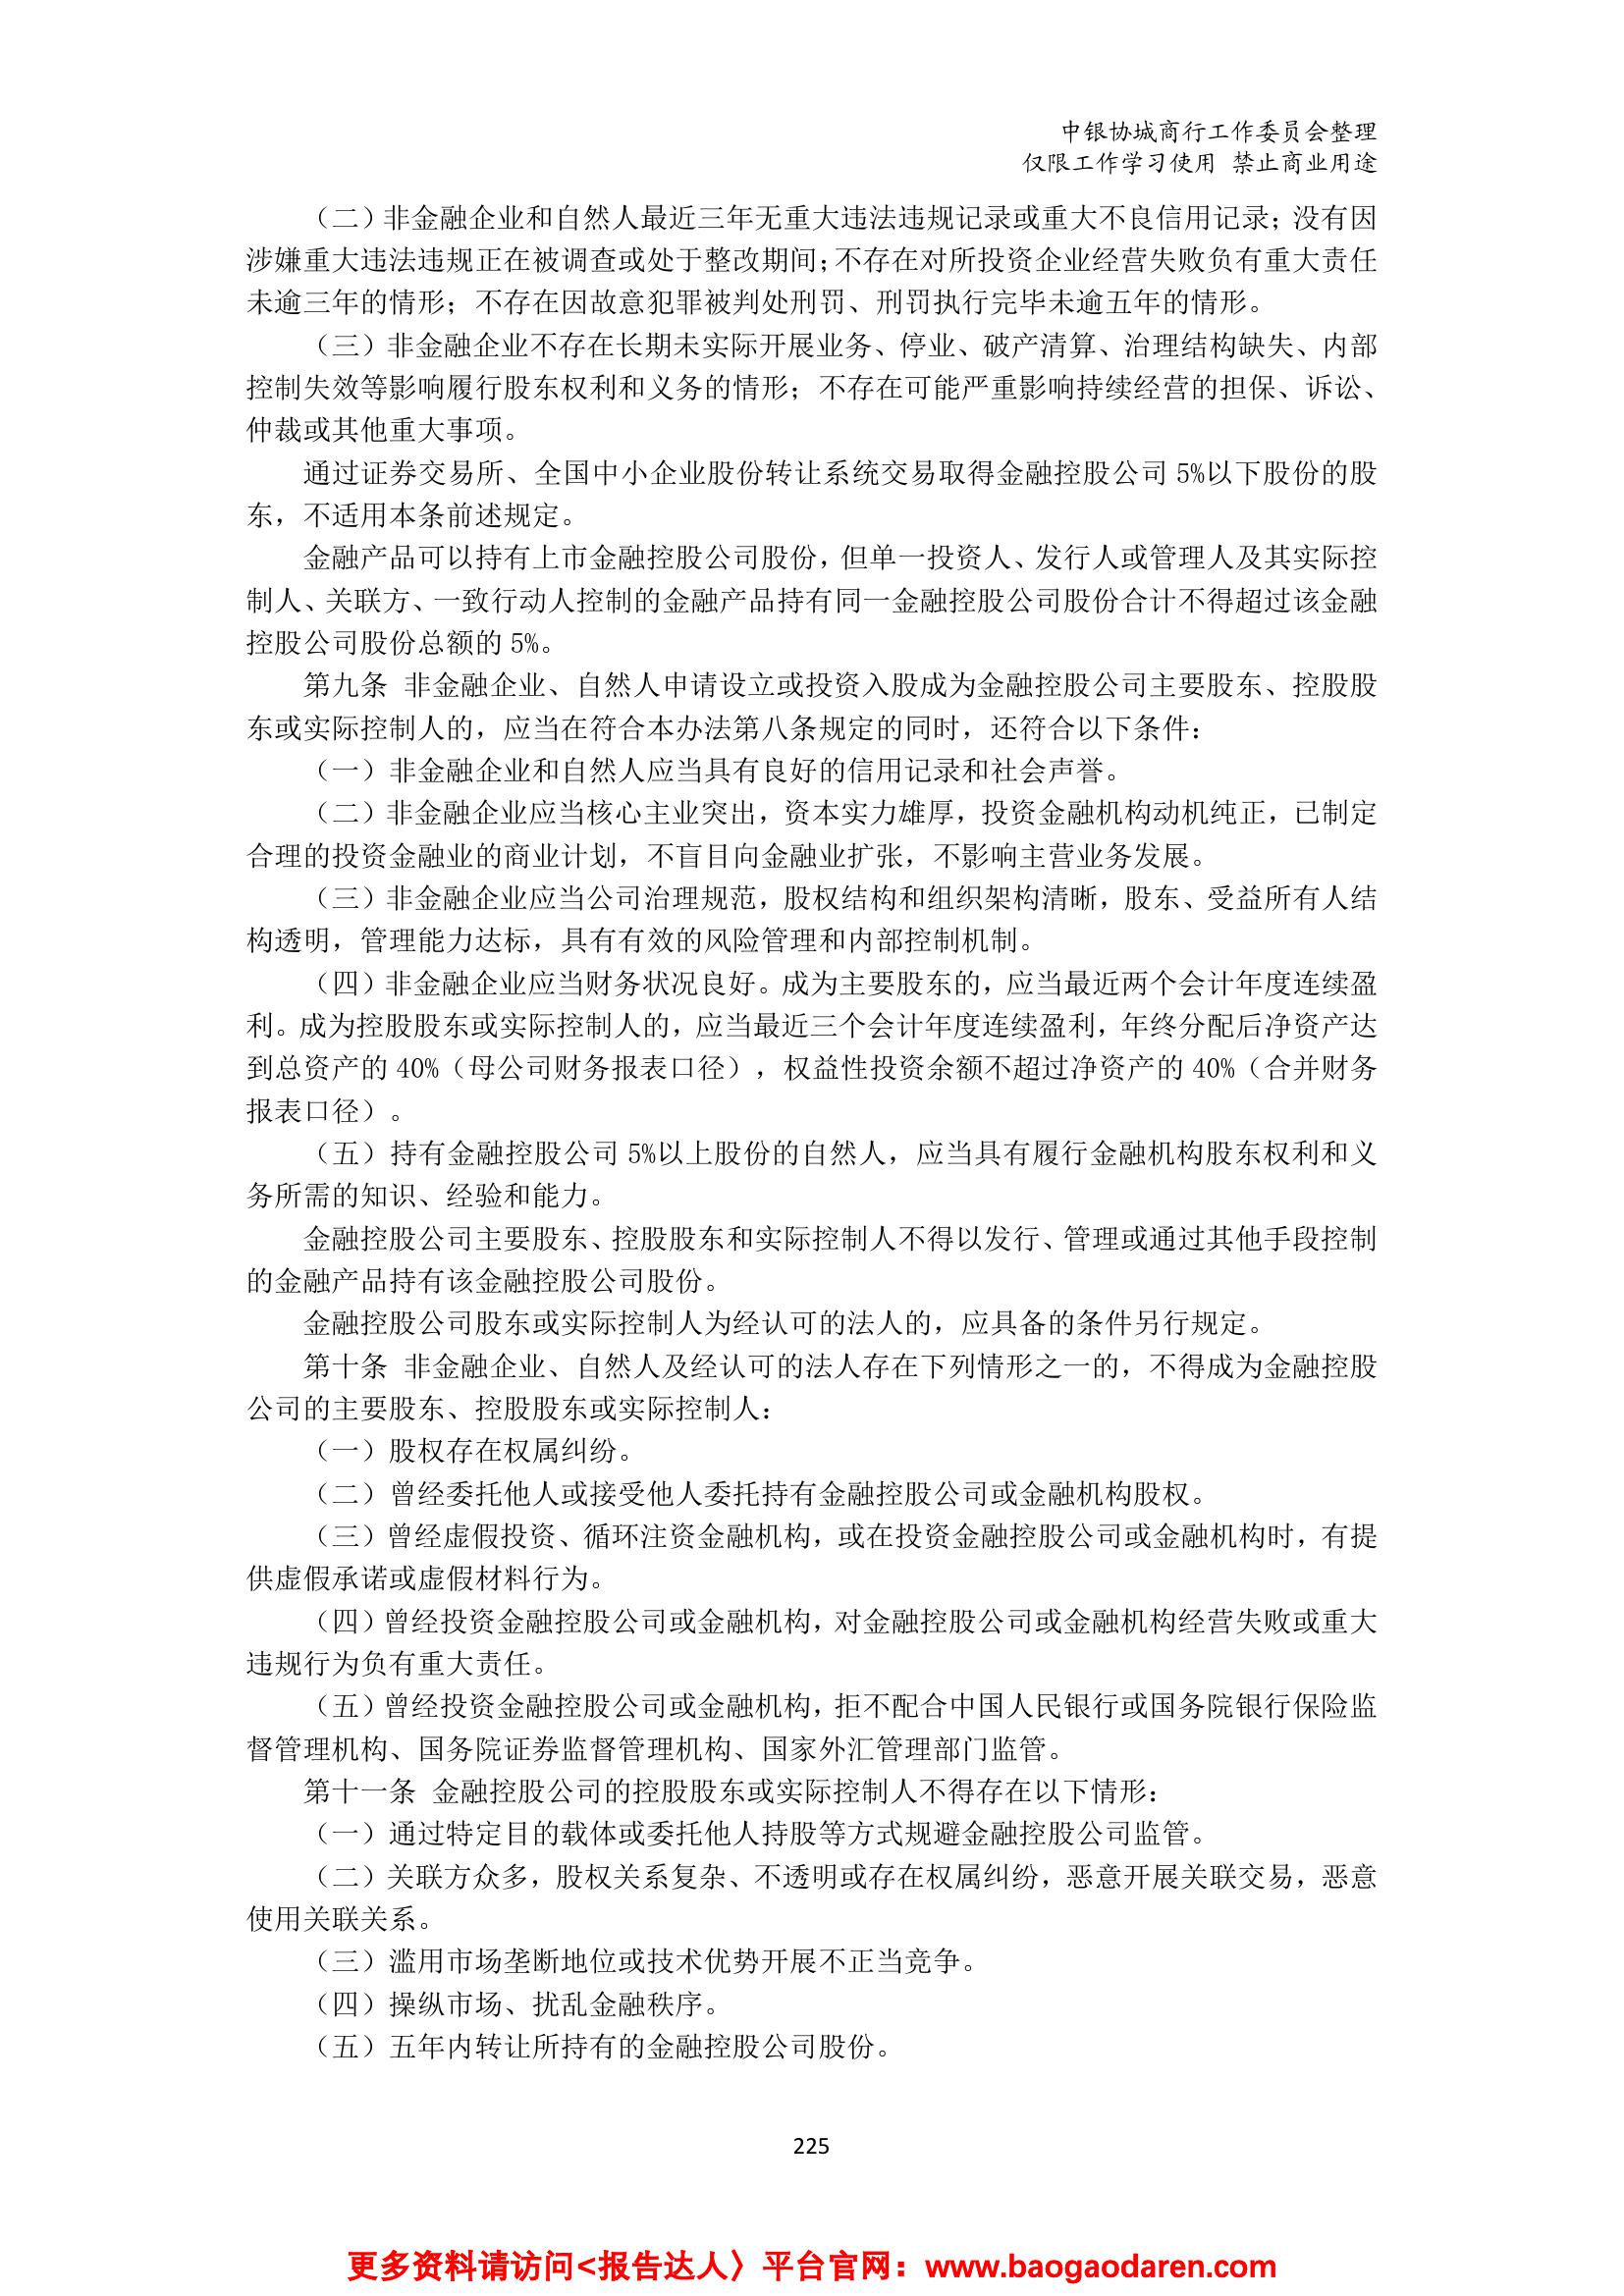 中银协城商行工作委员会整理
仅限工作学习使用 禁止商业用途
（二）非金融企业和自然人最近三年无重大违法违规记录或重大不良信用记录；没有因
涉嫌重大违法违规正在被调查或处于整改期间；不存在对所投资企业经营失败负有重大责任
未逾三年的情形；不存在因故意犯罪被判处刑罚、刑罚执行完毕未逾五年的情形。
（三）非金融企业不存在长期未实际开展业务、停业、破产清算、治理结构缺失、内部
控制失效等影响履行股东权利和义务的情形；不存在可能严重影响持续经营的担保、诉讼、
仲裁或其他重大事项。
通过证券交易所、全国中小企业股份转让系统交易取得金融控股公司 5%以下股份的股
东，不适用本条前述规定。
金融产品可以持有上市金融控股公司股份，但单一投资人、发行人或管理人及其实际控
制人、关联方、一致行动人控制的金融产品持有同一金融控股公司股份合计不得超过该金融
控股公司股份总额的 5%。
第九条 非金融企业、自然人申请设立或投资入股成为金融控股公司主要股东、控股股
东或实际控制人的，应当在符合本办法第八条规定的同时，还符合以下条件：
（一）非金融企业和自然人应当具有良好的信用记录和社会声誉。
（二）非金融企业应当核心主业突出，资本实力雄厚，投资金融机构动机纯正，已制定
合理的投资金融业的商业计划，不盲目向金融业扩张，不影响主营业务发展。
（三）非金融企业应当公司治理规范，股权结构和组织架构清晰，股东、受益所有人结
构透明，管理能力达标，具有有效的风险管理和内部控制机制。
（四）非金融企业应当财务状况良好。成为主要股东的，应当最近两个会计年度连续盈
利。成为控股股东或实际控制人的，应当最近三个会计年度连续盈利，年终分配后净资产达
到总资产的 40%（母公司财务报表口径），权益性投资余额不超过净资产的 40%（合并财务
报表口径）。
（五）持有金融控股公司 5%以上股份的自然人，应当具有履行金融机构股东权利和义
务所需的知识、经验和能力。
金融控股公司主要股东、控股股东和实际控制人不得以发行、管理或通过其他手段控制
的金融产品持有该金融控股公司股份。
金融控股公司股东或实际控制人为经认可的法人的，应具备的条件另行规定。
第十条 非金融企业、自然人及经认可的法人存在下列情形之一的，不得成为金融控股
公司的主要股东、控股股东或实际控制人：
（一）股权存在权属纠纷。
（二）曾经委托他人或接受他人委托持有金融控股公司或金融机构股权。
（三）曾经虚假投资、循环注资金融机构，或在投资金融控股公司或金融机构时，有提
供虚假承诺或虚假材料行为。
（四）曾经投资金融控股公司或金融机构，对金融控股公司或金融机构经营失败或重大
违规行为负有重大责任。
（五）曾经投资金融控股公司或金融机构，拒不配合中国人民银行或国务院银行保险监
督管理机构、国务院证券监督管理机构、国家外汇管理部门监管。
第十一条 金融控股公司的控股股东或实际控制人不得存在以下情形：
（一）通过特定目的载体或委托他人持股等方式规避金融控股公司监管。
（二）关联方众多，股权关系复杂、不透明或存在权属纠纷，恶意开展关联交易，恶意
使用关联关系。
（三）滥用市场垄断地位或技术优势开展不正当竞争。
（四）操纵市场、扰乱金融秩序。
（五）五年内转让所持有的金融控股公司股份。
225
更多资料请访问<报告达人〉平台官网：www.baogaodaren.com